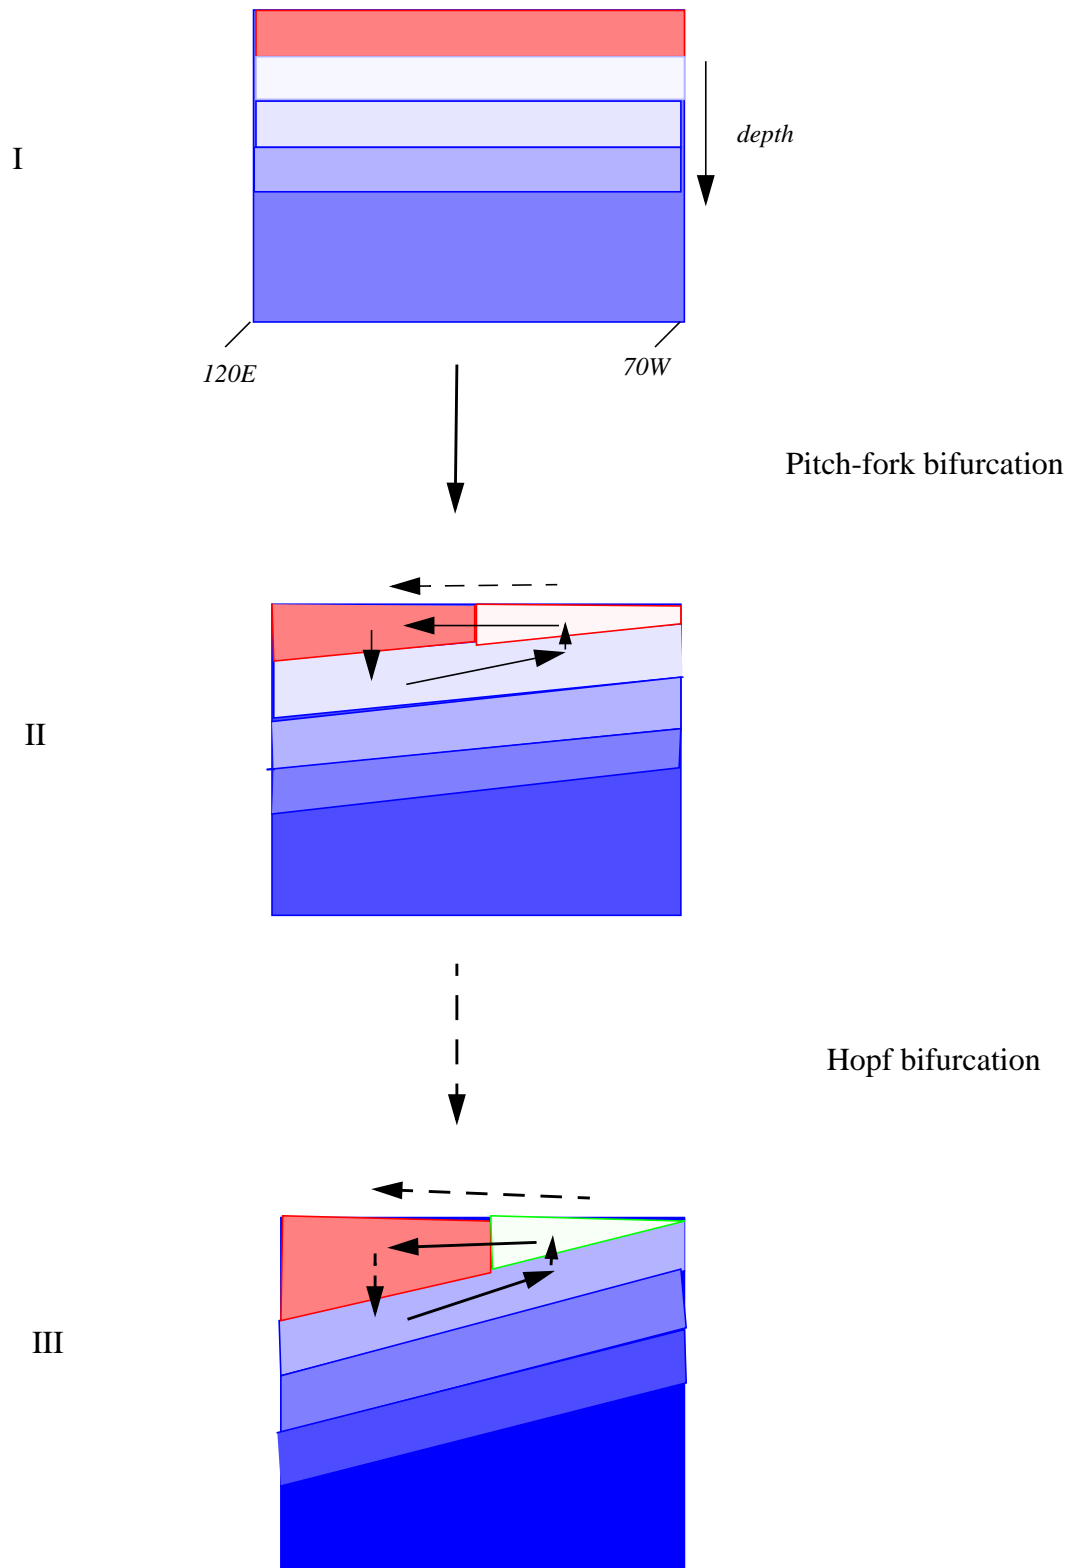 I
depth
120E
70W
Pitch-fork bifurcation
II
Hopf bifurcation
III